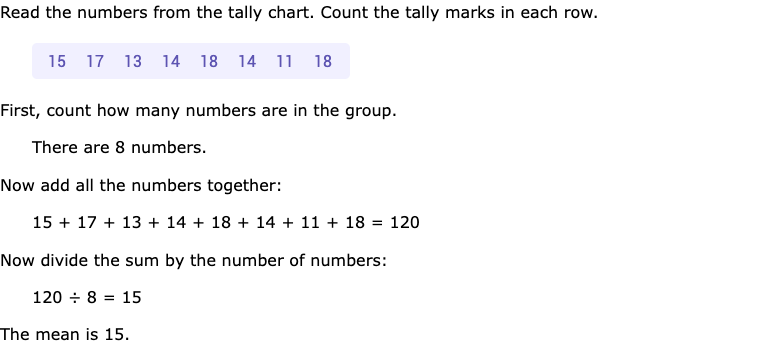 Read the numbers from the tally chart. Count the tally marks in each row.
15 17 13 14 18 14 11 18
First, count how many numbers are in the group.
There are 8 numbers.
Now add all the numbers together:
15 + 17 + 13 + 14 + 18 + 14 + 11 + 18 = 120
Now divide the sum by the number of numbers:
120 ÷ 8 = 15
The mean is 15.